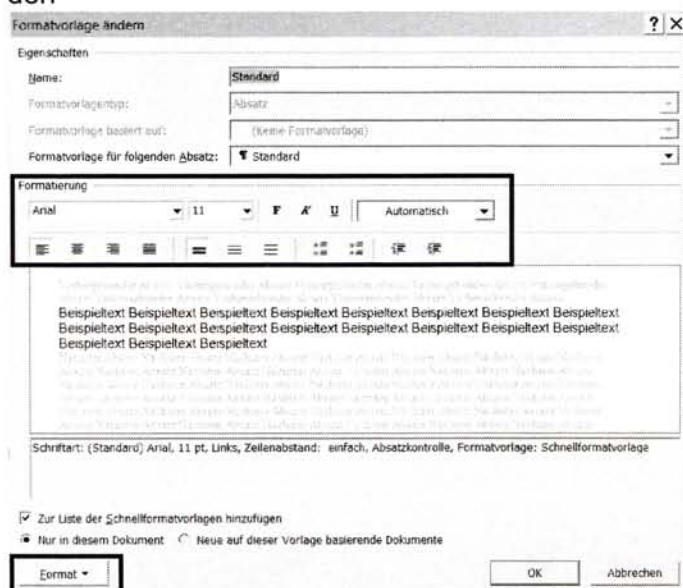 den
Formatvorlage ändern ? X
Eigenschaften
Name: Standard
Formatvorlagentyp: Absatz
Formatvorlage basiert auf: (Keine Formatvorlage)
Formatvorlage für folgenden Absatz: ¶ Standard
Formatierung
Arial 11 F K U Automatisch
Beispieltext Beispieltext Beispieltext Beispieltext Beispieltext Beispieltext Beispieltext Beispieltext
Beispieltext Beispieltext Beispieltext Beispieltext Beispieltext Beispieltext Beispieltext Beispieltext
Beispieltext Beispieltext Beispieltext
Schriftart: (Standard) Arial, 11 pt, Links, Zeilenabstand: einfach, Absatzkontrolle, Formatvorlage: Schnellformatvorlage
Zur Liste der Schnellformatvorlagen hinzufügen
Nur in diesem Dokument Neue auf dieser Vorlage basierende Dokumente
Format OK Abbrechen